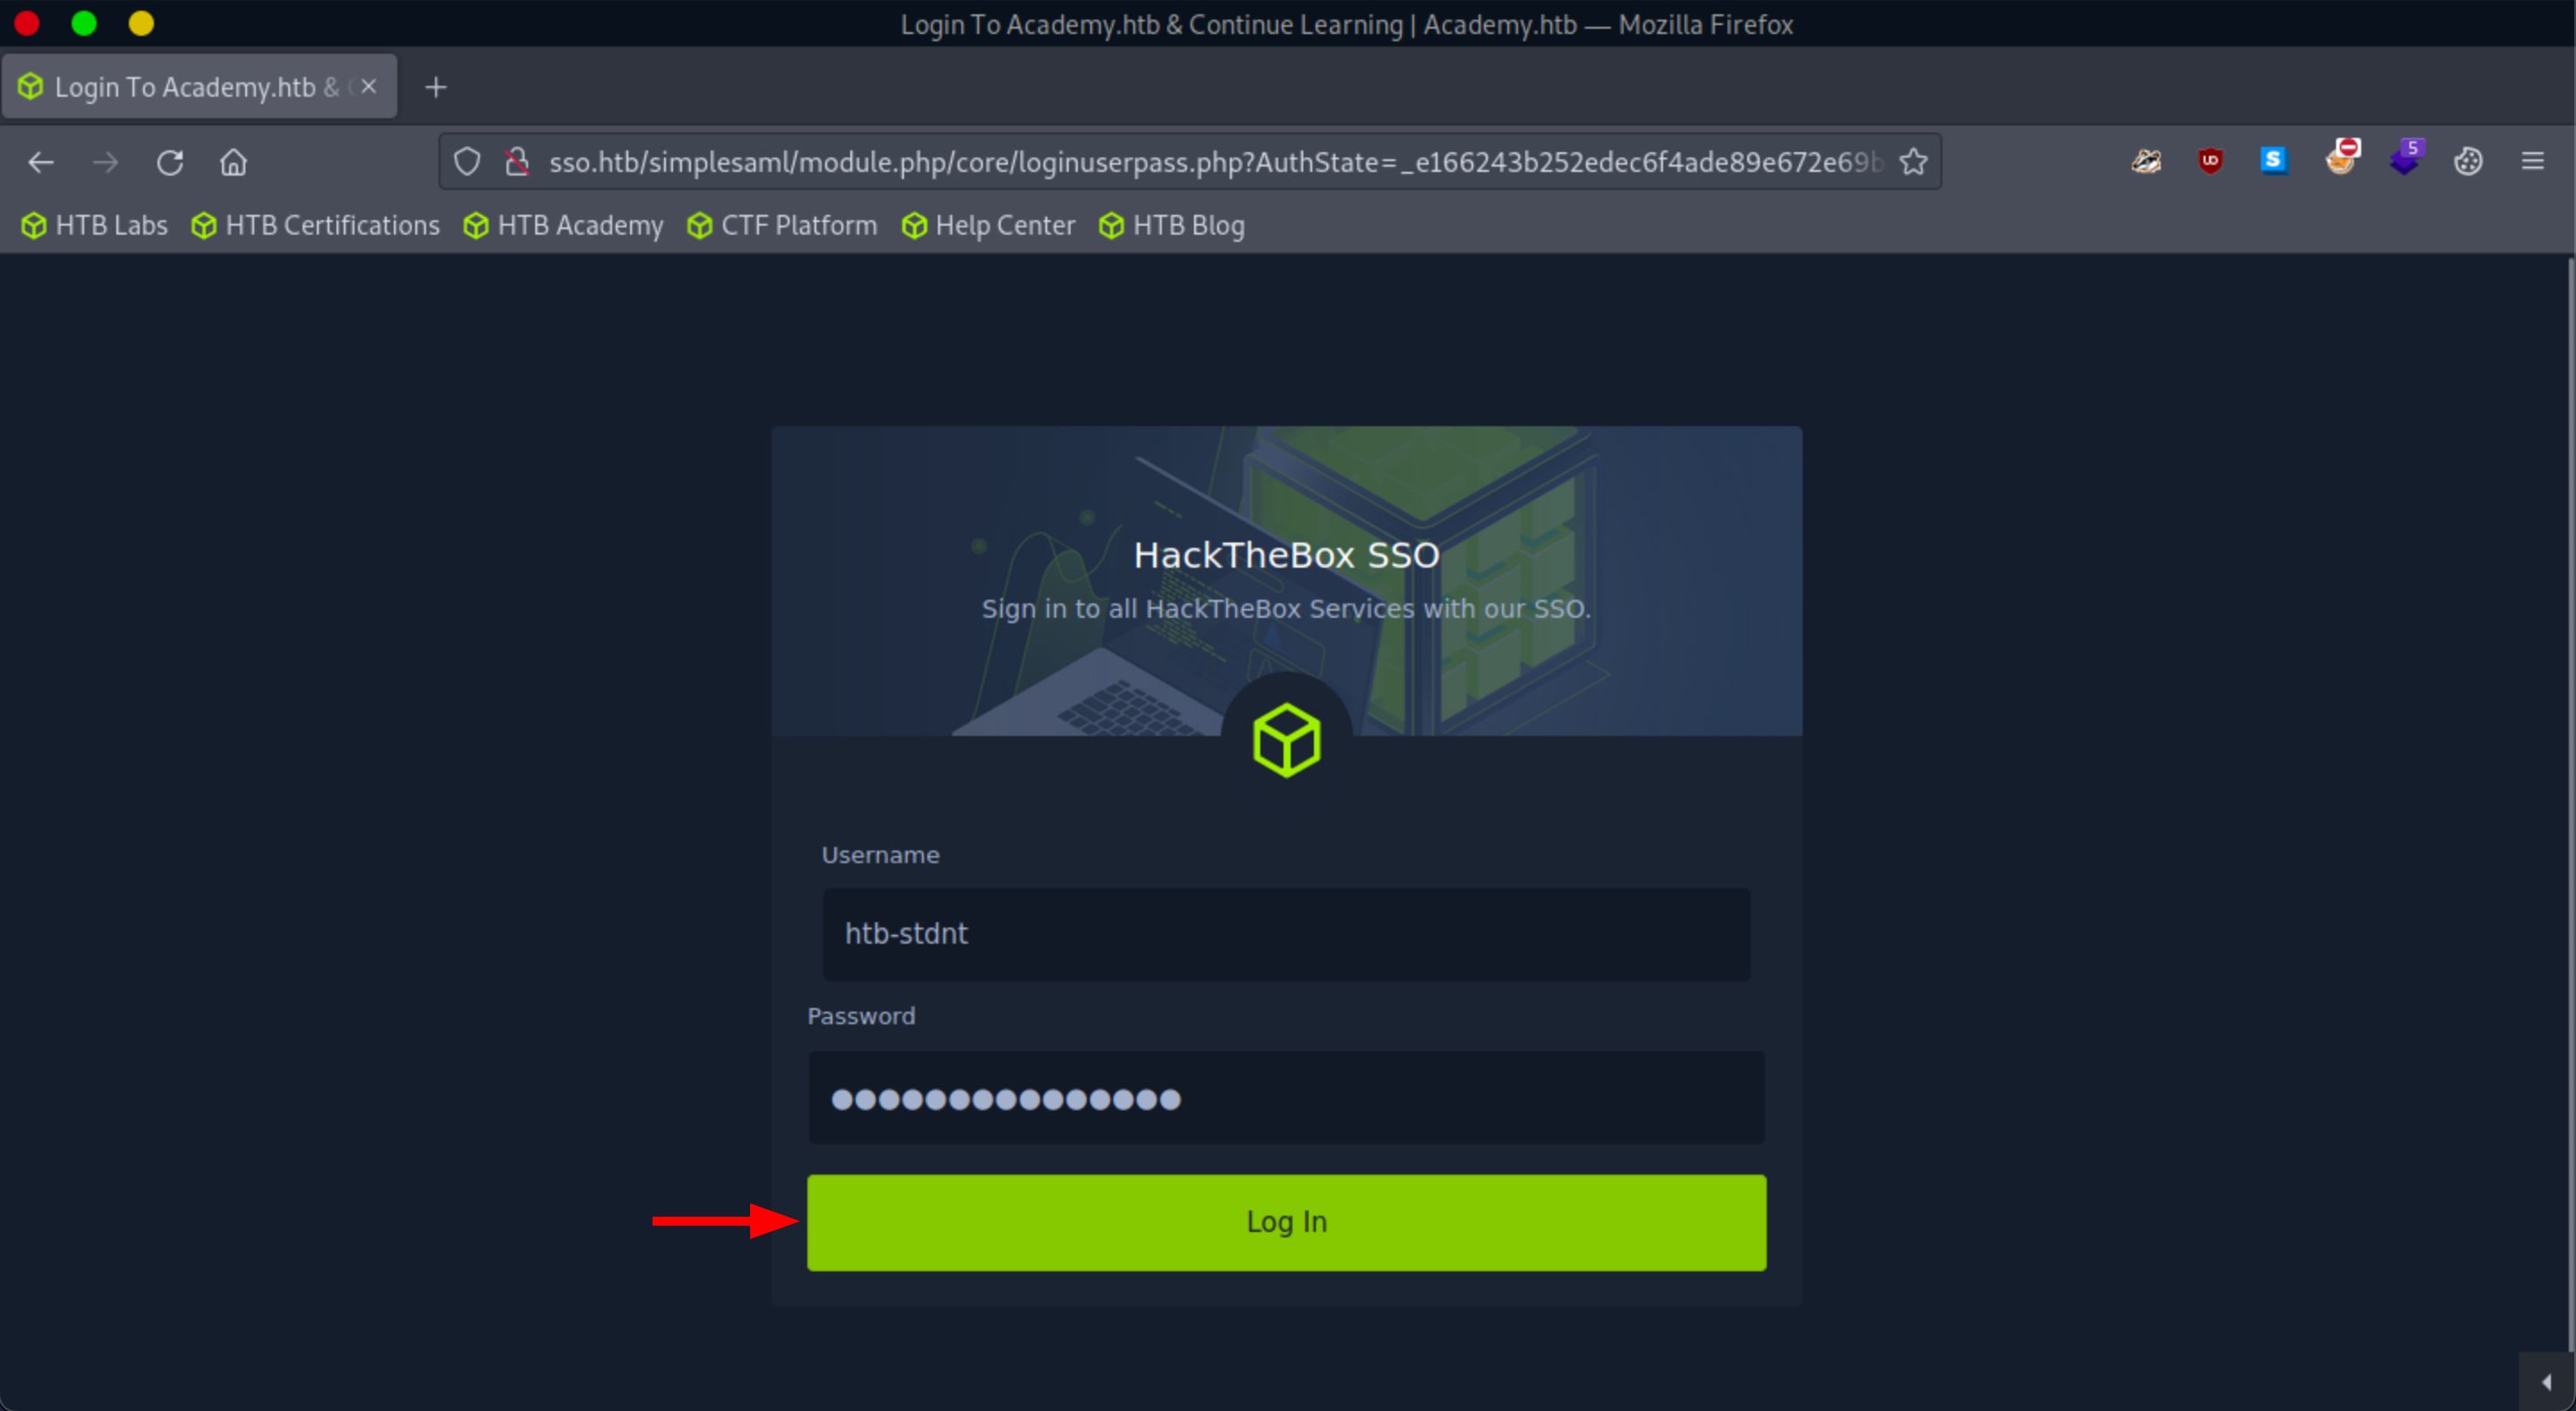 Login To Academy.htb & Continue Learning | Academy.htb — Mozilla Firefox
Login To Academy.htb &
sso.htb/simplesaml/module.php/core/loginuserpass.php?AuthState=_e166243b252edec6f4ade89e672e69b
5
HTB Labs HTB Certifications HTB Academy CTF Platform Help Center HTB Blog
HackTheBox SSO
Sign in to all HackTheBox Services with our SSO.
Username
htb-stdnt
Password
Log In